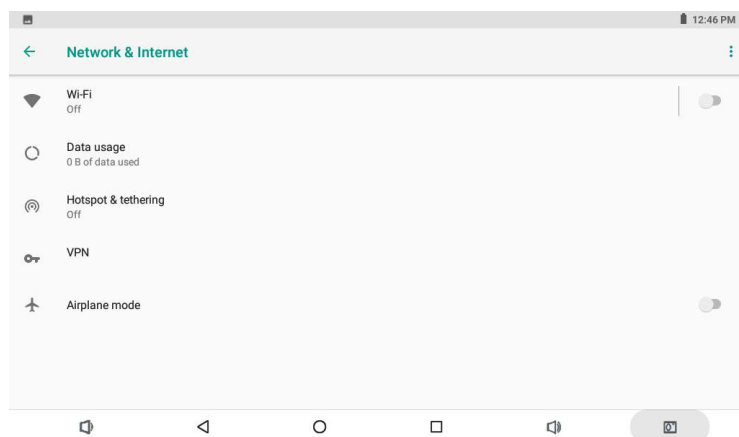 12:46 PM
Network & Internet
Wi-Fi
Off
Data usage
0 B of data used
Hotspot & tethering
Off
VPN
Airplane mode